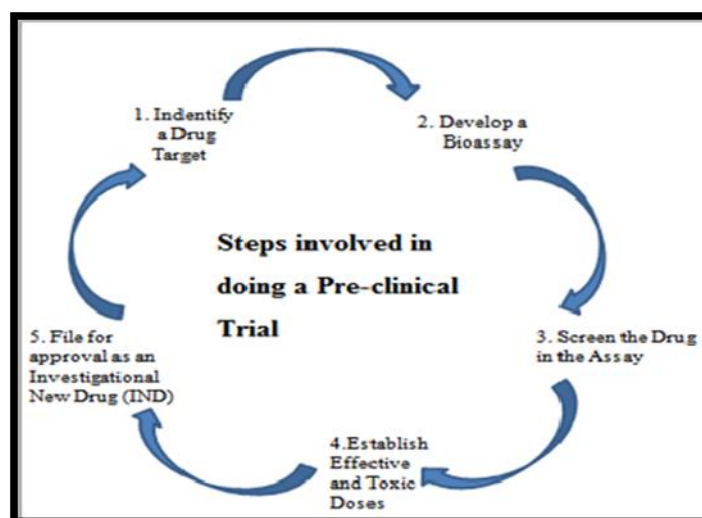 1. Indentify
a Drug
Target
2. Develop a
Bioassay
Steps involved in
doing a Pre-clinical
Trial
3. Screen the Drug
in the Assay
5. File for
approval as an
Investigational
New Drug (IND)
4.Establish
Effective
and Toxic
Doses